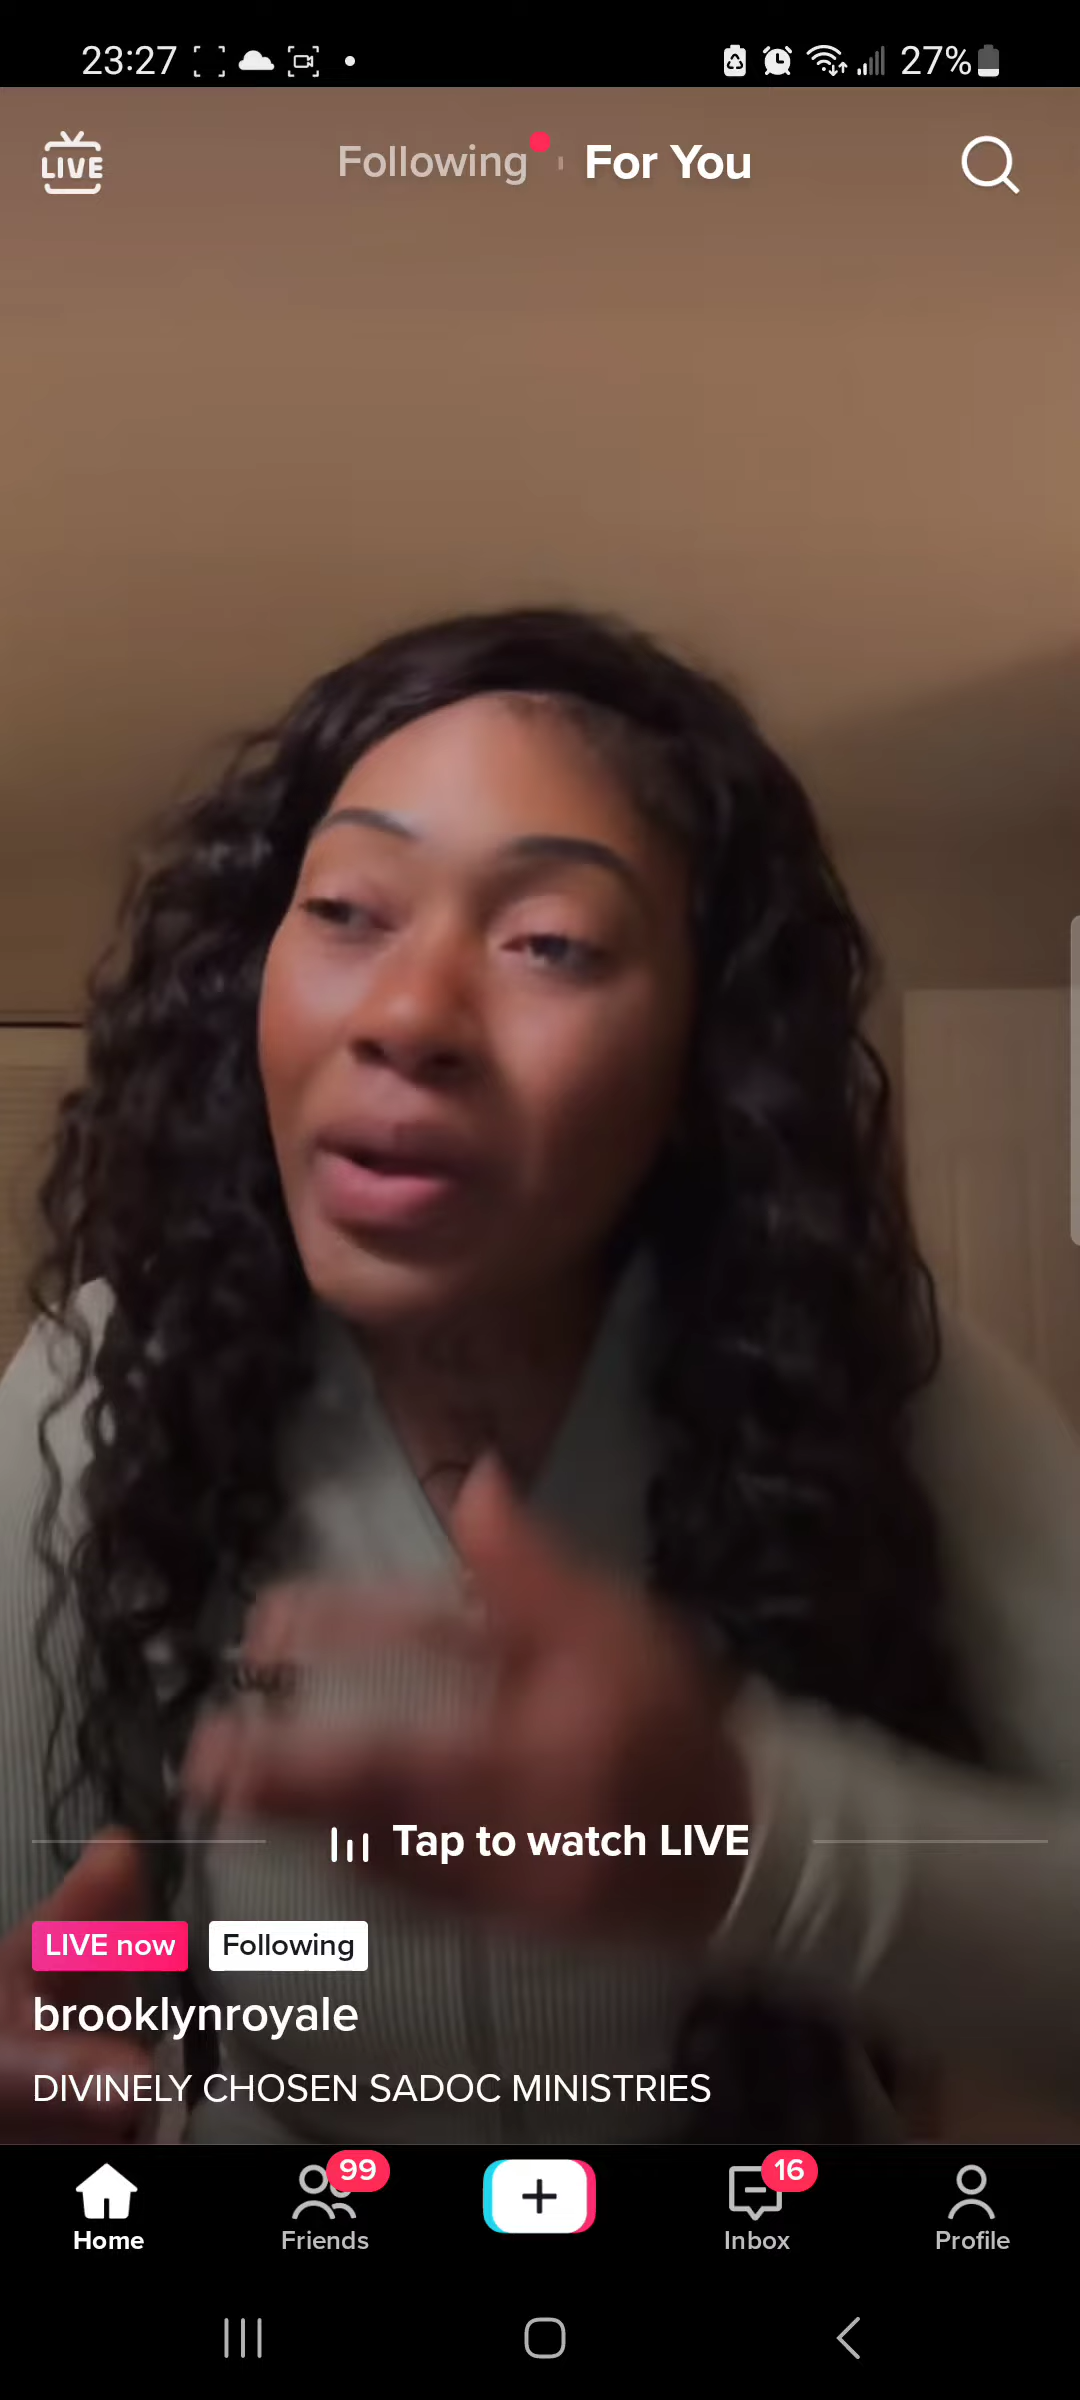 23:27
27%
LIVE
Following
For You
Tap to watch LIVE
LIVE now
Following
brooklynroyale
DIVINELY CHOSEN SADOC MINISTRIES
99
16
Home
Friends
Inbox
Profile